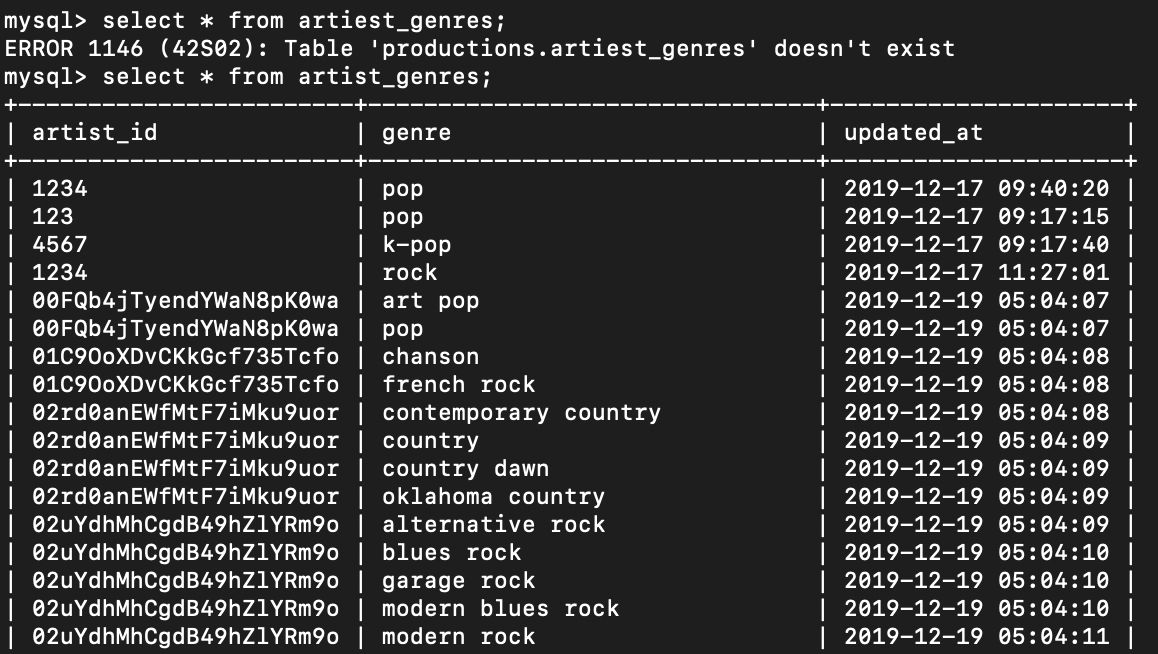 mysql> select * from artiest_genres;
ERROR 1146 (42S02): Table 'productions.artiest_genres' doesn't exist
mysql> select * from artist_genres;
+------------------------+--------------------------------+---------------------+
| artist_id              | genre                          | updated_at          |
+------------------------+--------------------------------+---------------------+
| 1234                   | pop                            | 2019-12-17 09:40:20 |
| 123                    | pop                            | 2019-12-17 09:17:15 |
| 4567                   | k-pop                          | 2019-12-17 09:17:40 |
| 1234                   | rock                           | 2019-12-17 11:27:01 |
| 00FQb4jTyendYWaN8pK0wa | art pop                        | 2019-12-19 05:04:07 |
| 00FQb4jTyendYWaN8pK0wa | pop                            | 2019-12-19 05:04:07 |
| 01C9OoXDvCKkGcf735Tcfo | chanson                        | 2019-12-19 05:04:08 |
| 01C9OoXDvCKkGcf735Tcfo | french rock                    | 2019-12-19 05:04:08 |
| 02rd0anEWfMtF7iMku9uor | contemporary country           | 2019-12-19 05:04:08 |
| 02rd0anEWfMtF7iMku9uor | country                        | 2019-12-19 05:04:09 |
| 02rd0anEWfMtF7iMku9uor | country dawn                   | 2019-12-19 05:04:09 |
| 02rd0anEWfMtF7iMku9uor | oklahoma country               | 2019-12-19 05:04:09 |
| 02uYdhMhCgdB49hZlYRm9o | alternative rock               | 2019-12-19 05:04:09 |
| 02uYdhMhCgdB49hZlYRm9o | blues rock                     | 2019-12-19 05:04:10 |
| 02uYdhMhCgdB49hZlYRm9o | garage rock                    | 2019-12-19 05:04:10 |
| 02uYdhMhCgdB49hZlYRm9o | modern blues rock              | 2019-12-19 05:04:10 |
| 02uYdhMhCgdB49hZlYRm9o | modern rock                    | 2019-12-19 05:04:11 |